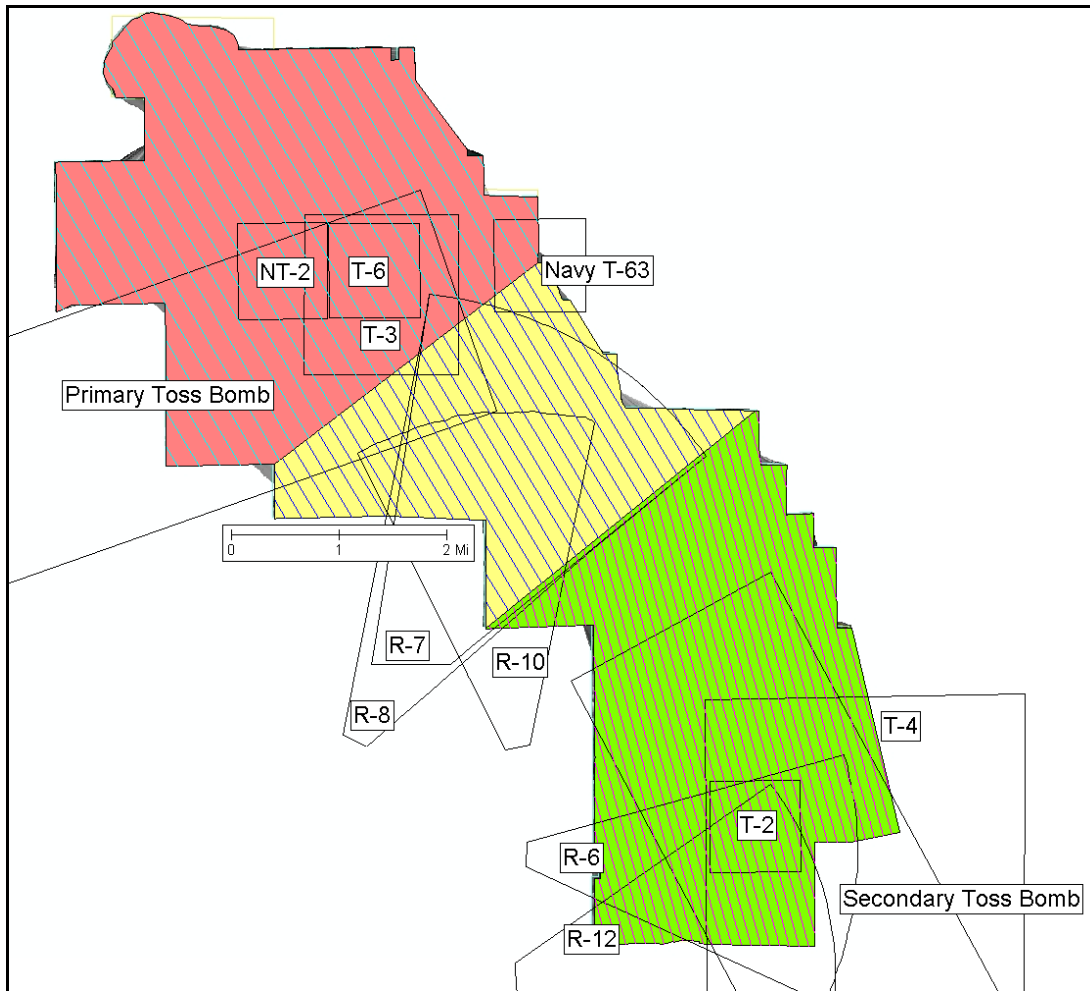 NT-2
T-6
Navy T-63
T-3
Primary Toss Bomb
0 1 2 Mi
R-7
R-10
R-8
T-4
T-2
R-6
Secondary Toss Bomb
R-12